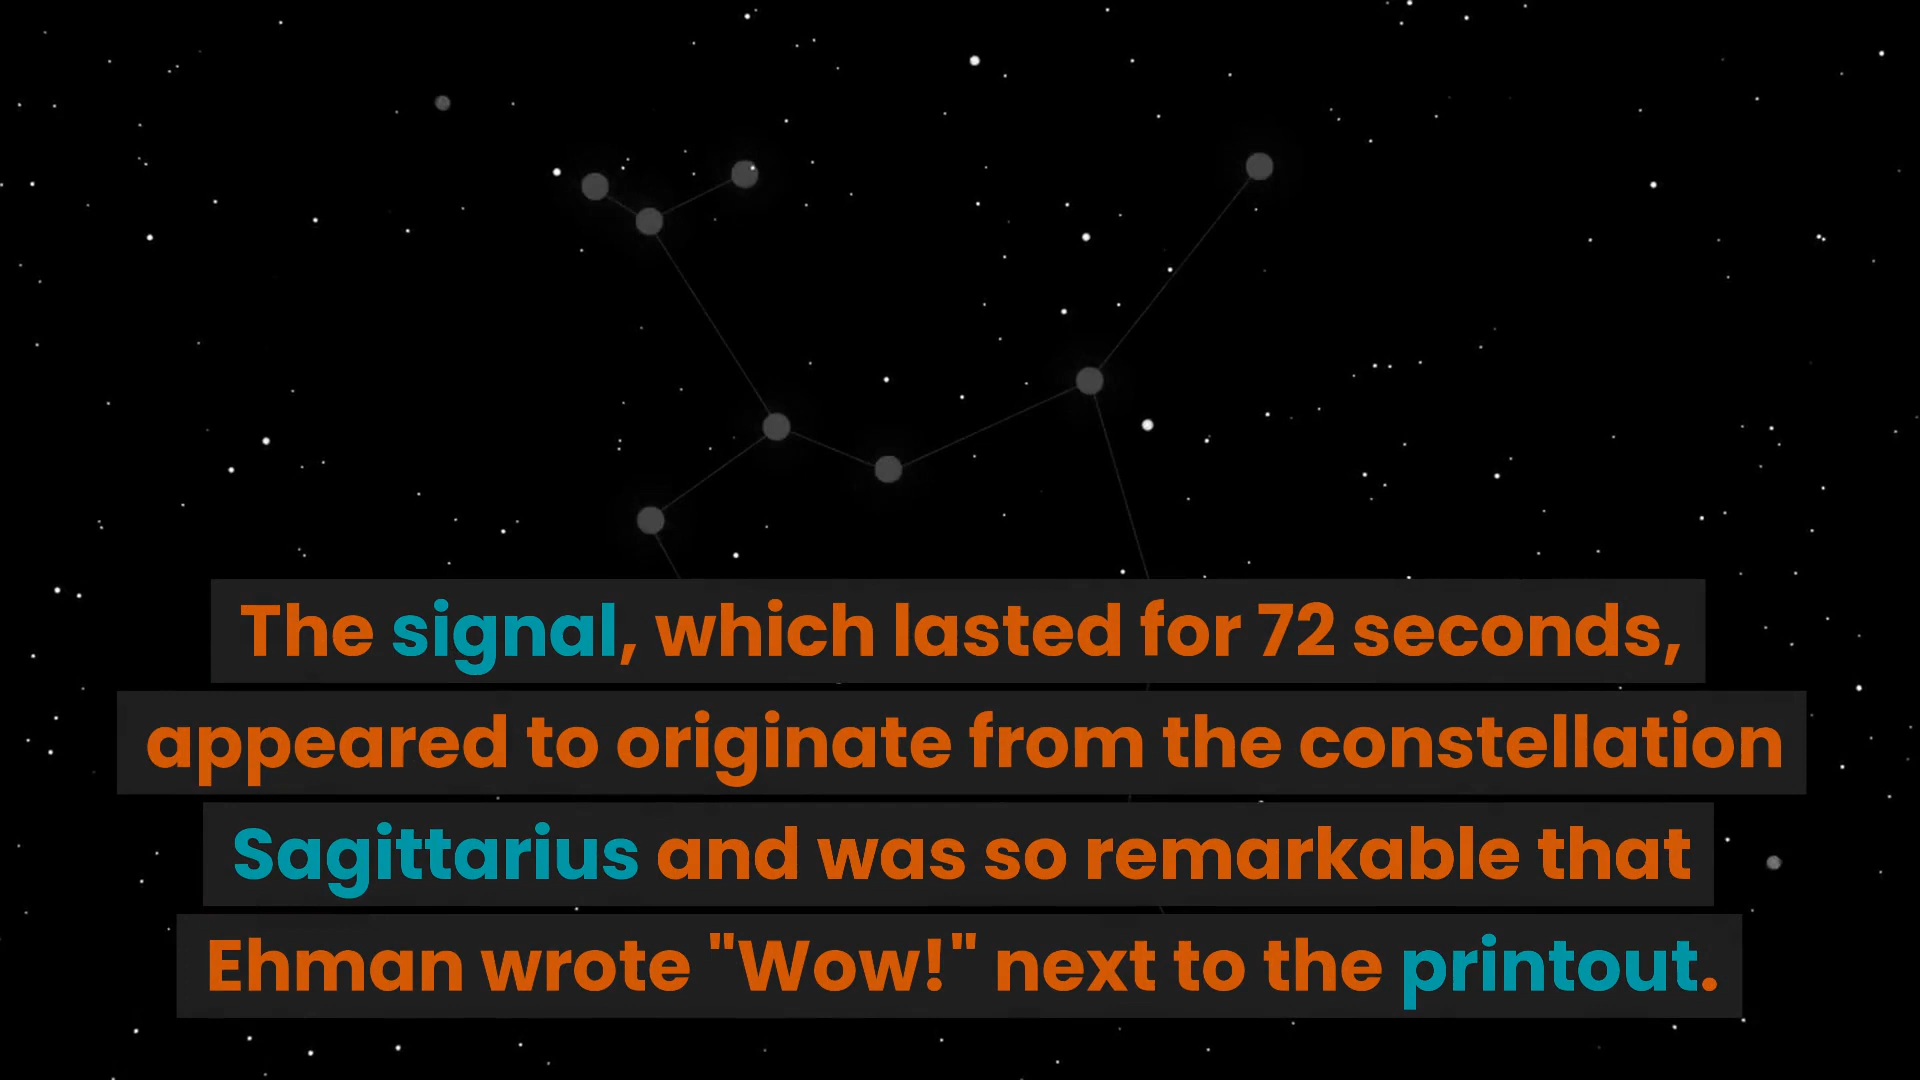 The signal, which lasted for 72 seconds,
appeared to originate from the constellation
Sagittarius and was so remarkable that
Ehman wrote "Wow!" next to the printout.